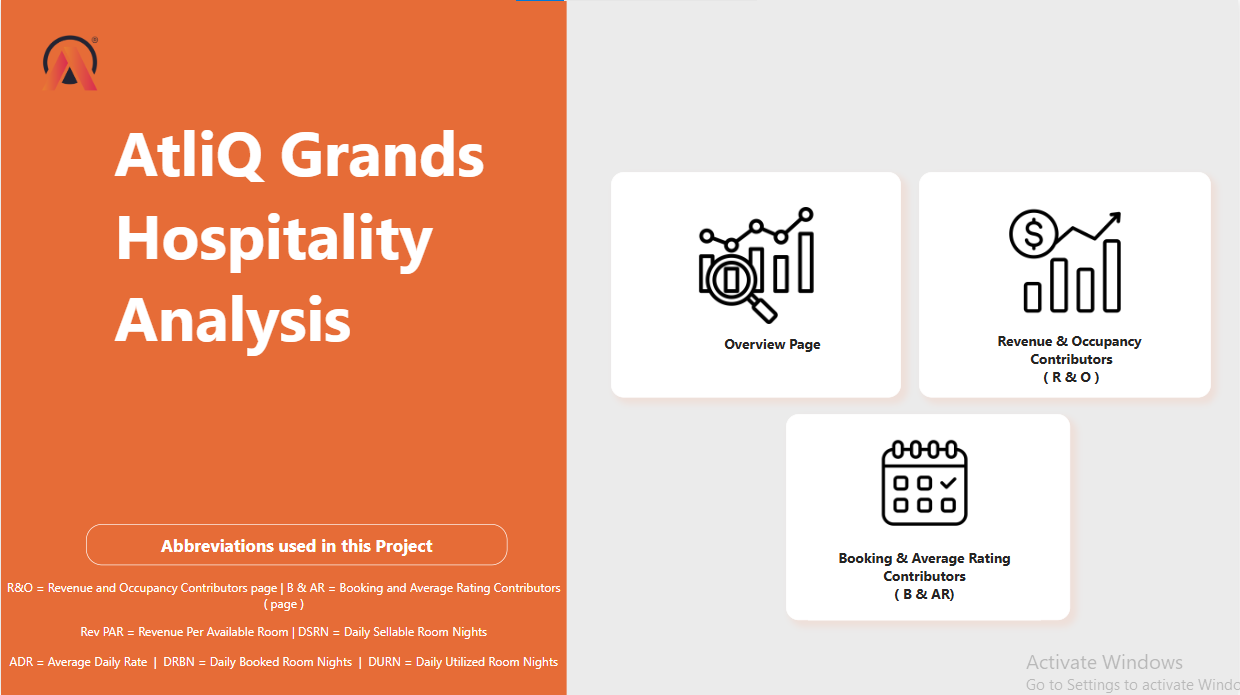 ®
AtliQ Grands
Hospitality
Analysis
Abbreviations used in this Project
R&O = Revenue and Occupancy Contributors page | B & AR = Booking and Average Rating Contributors
( page )
Rev PAR = Revenue Per Available Room | DSRN = Daily Sellable Room Nights
ADR = Average Daily Rate | DRBN = Daily Booked Room Nights | DURN = Daily Utilized Room Nights
$
Overview Page
Revenue & Occupancy
Contributors
( R & O )
Booking & Average Rating
Contributors
( B & AR)
Activate Windows
Go to Settings to activate Windo